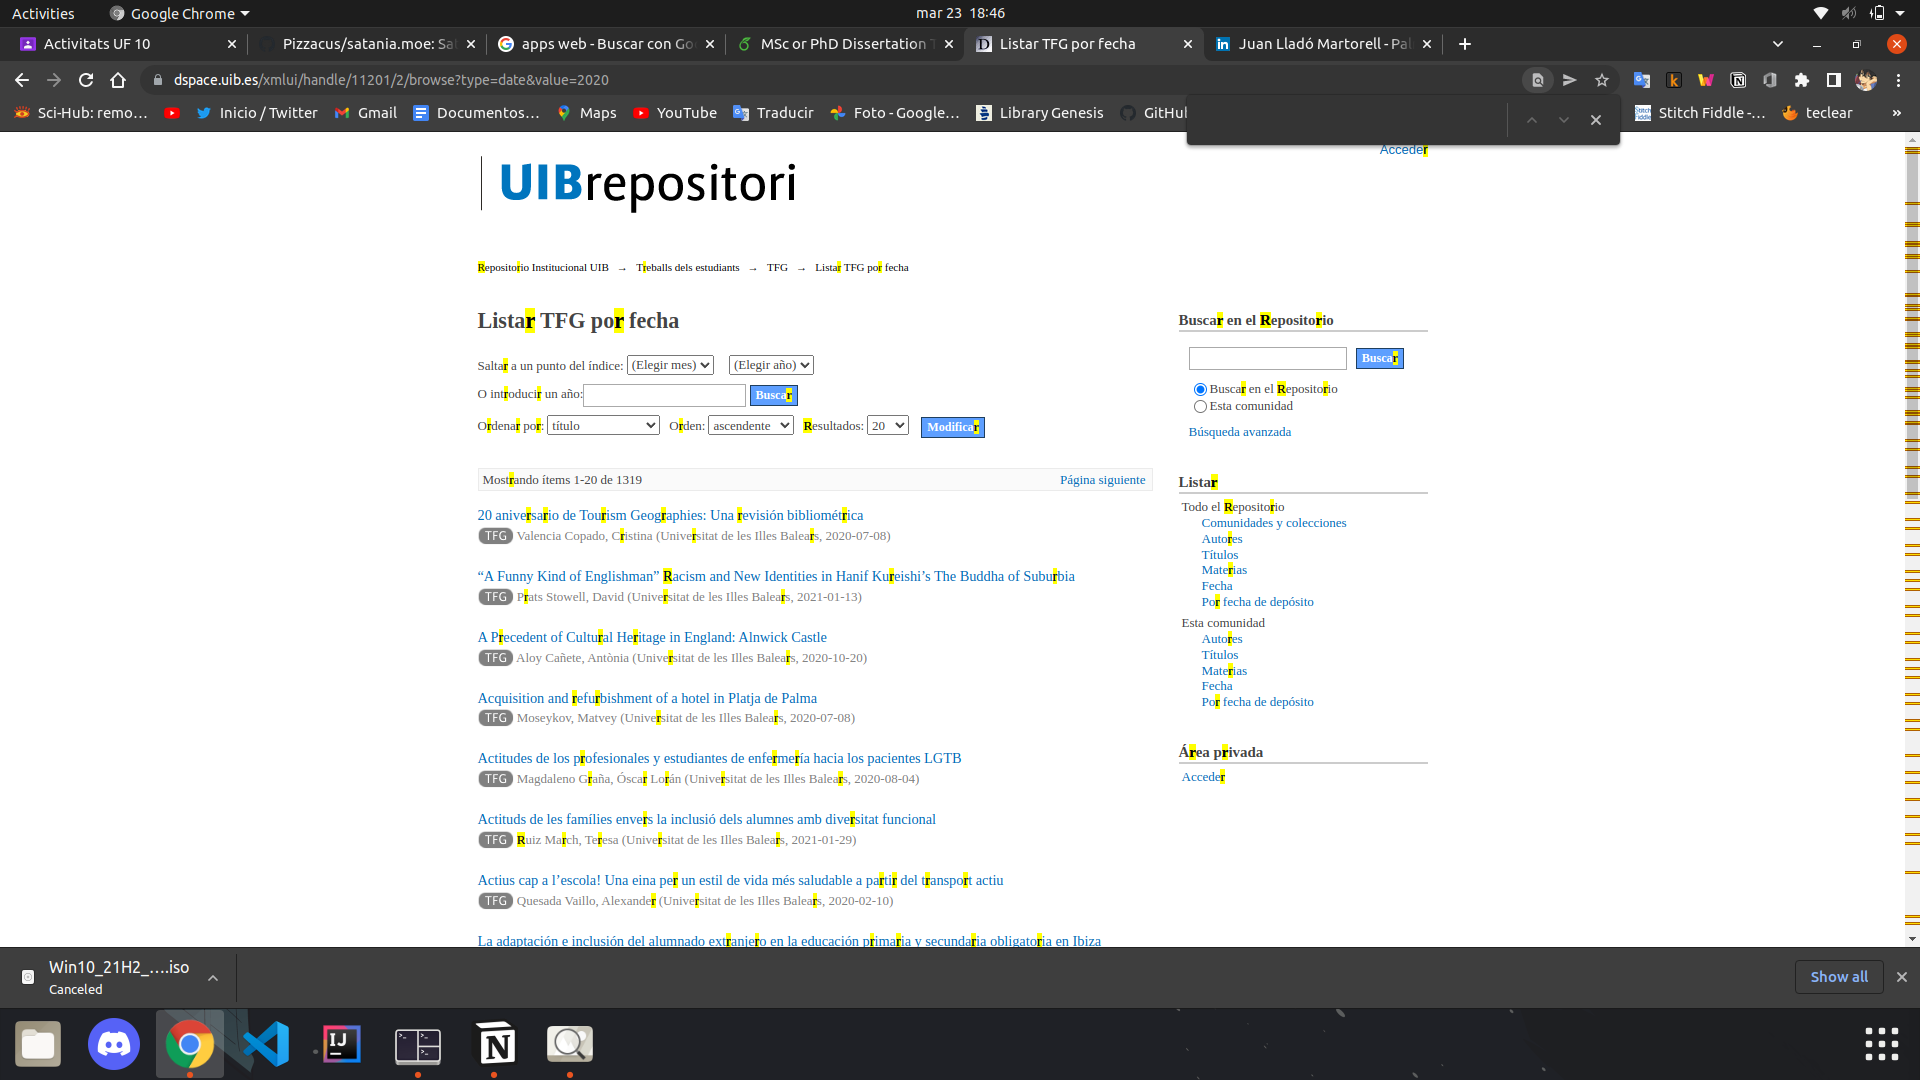 Activities
Google Chrome
mar 23 18:46
Activitats UF 10
Pizzacus/satania.moe: Sa
apps web - Buscar con Go
MSc or PhD Dissertation T
Listar TFG por fecha
Juan Lladó Martorell - Pal
dspace.uib.es/xmlui/handle/11201/2/browse?type=date&value=2020
Sci-Hub: remo…
Inicio / Twitter
Gmail
Documentos…
Maps
YouTube
Traducir
Foto - Google…
Library Genesis
GitHu
Stitch Fiddle -…
teclear
»
Acceder
UIBrepositori
Repositorio Institucional UIB → Treballs dels estudiants → TFG → Listar TFG por fecha
Listar TFG por fecha
Saltar a un punto del índice: (Elegir mes) (Elegir año)
O introducir un año: Buscar
Ordenar por: título Orden: ascendente Resultados: 20 Modificar
Mostrando ítems 1-20 de 1319
Página siguiente
20 aniversario de Tourism Geographies: Una revisión bibliométrica
TFG Valencia Copado, Cristina (Universitat de les Illes Balears, 2020-07-08)
“A Funny Kind of Englishman” Racism and New Identities in Hanif Kureishi’s The Buddha of Suburbia
TFG Prats Stowell, David (Universitat de les Illes Balears, 2021-01-13)
A Precedent of Cultural Heritage in England: Alnwick Castle
TFG Aloy Cañete, Antònia (Universitat de les Illes Balears, 2020-10-20)
Acquisition and refurbishment of a hotel in Platja de Palma
TFG Moseykov, Matvey (Universitat de les Illes Balears, 2020-07-08)
Actitudes de los profesionales y estudiantes de enfermería hacia los pacientes LGTB
TFG Magdaleno Graña, Óscar Lorán (Universitat de les Illes Balears, 2020-08-04)
Actituds de les famílies envers la inclusió dels alumnes amb diversitat funcional
TFG Ruiz March, Teresa (Universitat de les Illes Balears, 2021-01-29)
Actius cap a l’escola! Una eina per un estil de vida més saludable a partir del transport actiu
TFG Quesada Vaillo, Alexander (Universitat de les Illes Balears, 2020-02-10)
La adaptación e inclusión del alumnado extranjero en la educación primaria y secundaria obligatoria en Ibiza
Buscar en el Repositorio
Buscar
Buscar en el Repositorio
Esta comunidad
Búsqueda avanzada
Listar
Todo el Repositorio
Comunidades y colecciones
Autores
Títulos
Materias
Fecha
Por fecha de depósito
Esta comunidad
Autores
Títulos
Materias
Fecha
Por fecha de depósito
Área privada
Acceder
Win10_21H2_….iso
Canceled
Show all